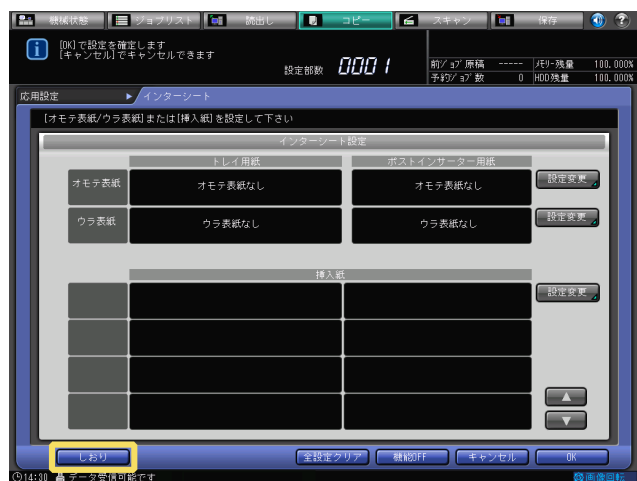 機械状態 ジョブリスト 読出し コピー スキャン 保存
[OK]で設定を確定します
[キャンセル]でキャンセルできます
設定部数 0001
前ジョブ原稿 ----- メモリー残量 100.000%
予約ジョブ数 0 HDD残量 100.000%
応用設定 インターシート
[オモテ表紙/ウラ表紙]または[挿入紙]を設定して下さい
インターシート設定
トレイ用紙 ポストインサーター用紙
オモテ表紙 オモテ表紙なし オモテ表紙なし 設定変更
ウラ表紙 ウラ表紙なし ウラ表紙なし 設定変更
挿入紙
設定変更
しおり 全設定クリア 機能OFF キャンセル OK
14:30 データ受信可能です 画像回転